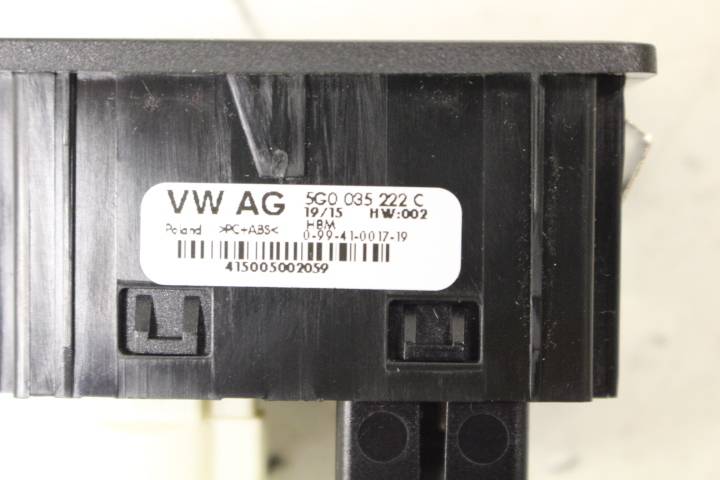 VW AG 5G0 035 222 C
19/15 HW:002
HBM
Poland >PC+ABS< 0-99-41-0017-19
415005002059